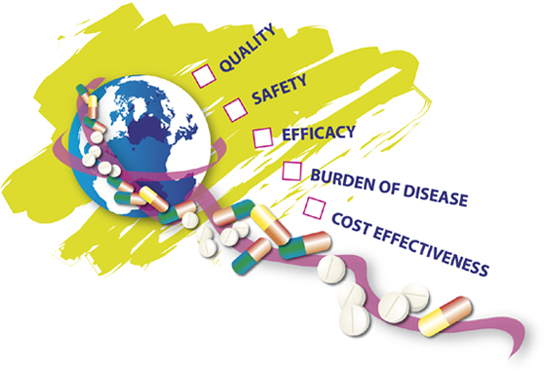 QUALITY
SAFETY
EFFICACY
BURDEN OF DISEASE
COST EFFECTIVENESS